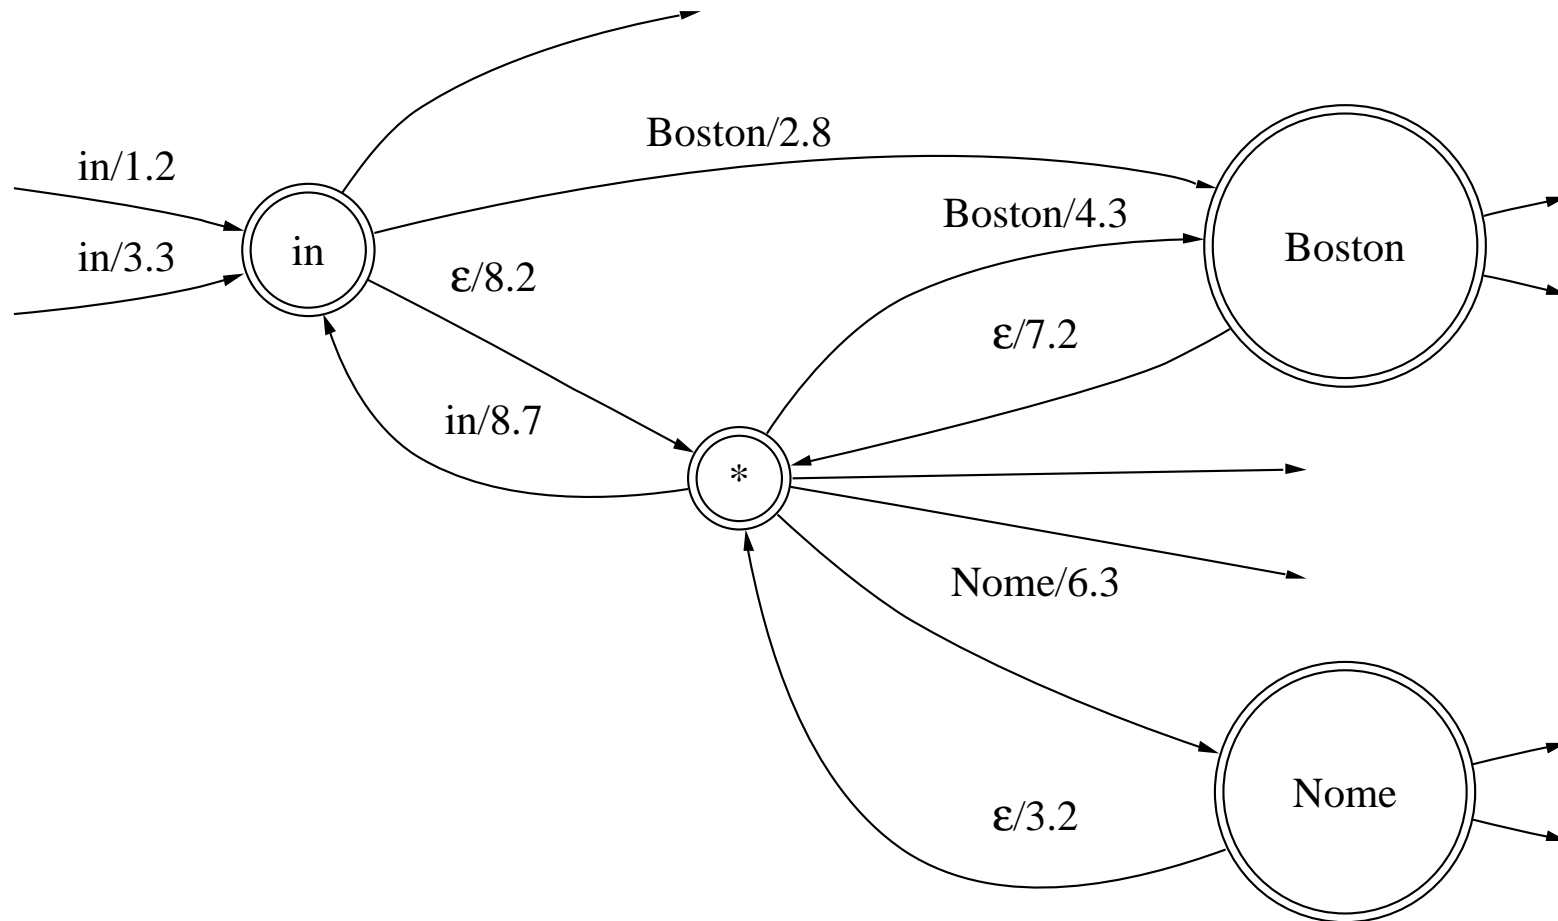 Boston/2.8
in/1.2
Boston/4.3
in/3.3
in
Boston
ε/8.2
ε/7.2
in/8.7
*
Nome/6.3
Nome
ε/3.2